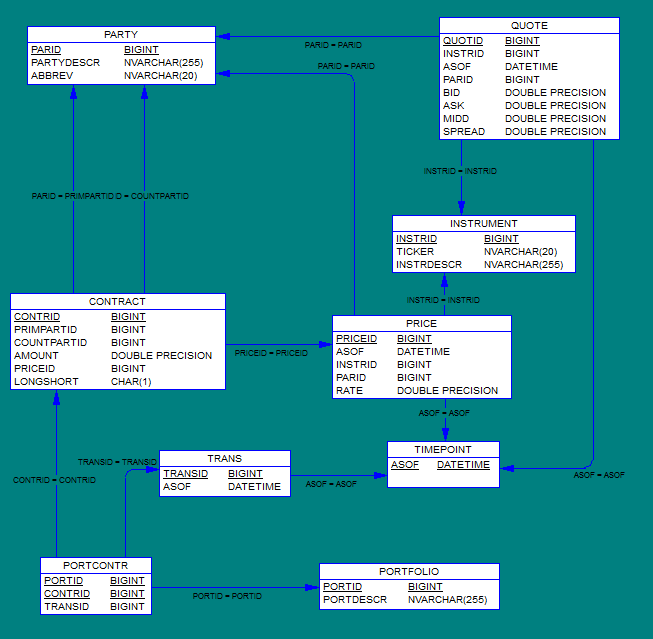 QUOTE
QUOTID BIGINT
INSTRID BIGINT
ASOF DATETIME
PARID BIGINT
BID DOUBLE PRECISION
ASK DOUBLE PRECISION
MIDD DOUBLE PRECISION
SPREAD DOUBLE PRECISION
PARTY
PARID BIGINT
PARTYDESCR NVARCHAR(255)
ABBREV NVARCHAR(20)
PARID = PARID
PARID = PARID
INSTRID = INSTRID
PARID = PRIMPARTID
ID = COUNTPARTID
INSTRUMENT
INSTRID BIGINT
TICKER NVARCHAR(20)
INSTRDESCR NVARCHAR(255)
INSTRID = INSTRID
CONTRACT
CONTRID BIGINT
PRIMPARTID BIGINT
COUNTPARTID BIGINT
AMOUNT DOUBLE PRECISION
PRICEID BIGINT
LONGSHORT CHAR(1)
PRICEID = PRICEID
PRICE
PRICEID BIGINT
ASOF DATETIME
INSTRID BIGINT
PARID BIGINT
RATE DOUBLE PRECISION
ASOF = ASOF
TIMEPOINT
ASOF DATETIME
ASOF = ASOF
TRANSID = TRANSID
TRANS
TRANSID BIGINT
ASOF DATETIME
ASOF = ASOF
CONTRID = CONTRID
PORTCONTR
PORTID BIGINT
CONTRID BIGINT
TRANSID BIGINT
PORTID = PORTID
PORTFOLIO
PORTID BIGINT
PORTDESCR NVARCHAR(255)